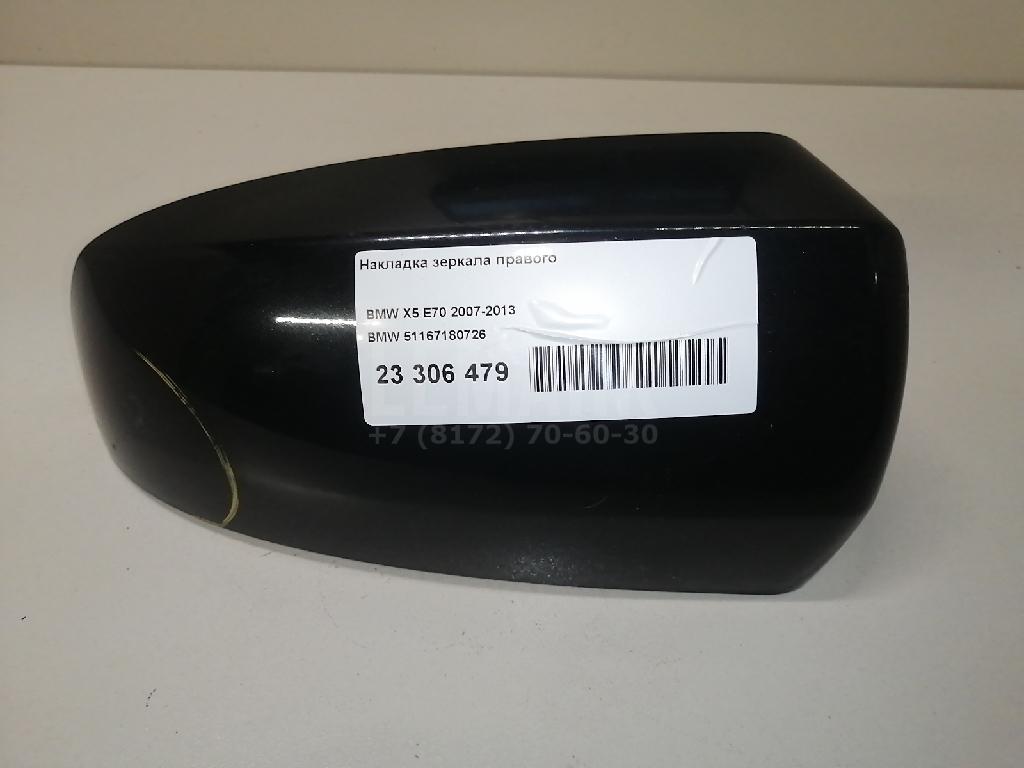 Накладка зеркала правого
BMW X5 E70 2007-2013
BMW 51167180726
23 306 479
+7 (8172) 70-60-30